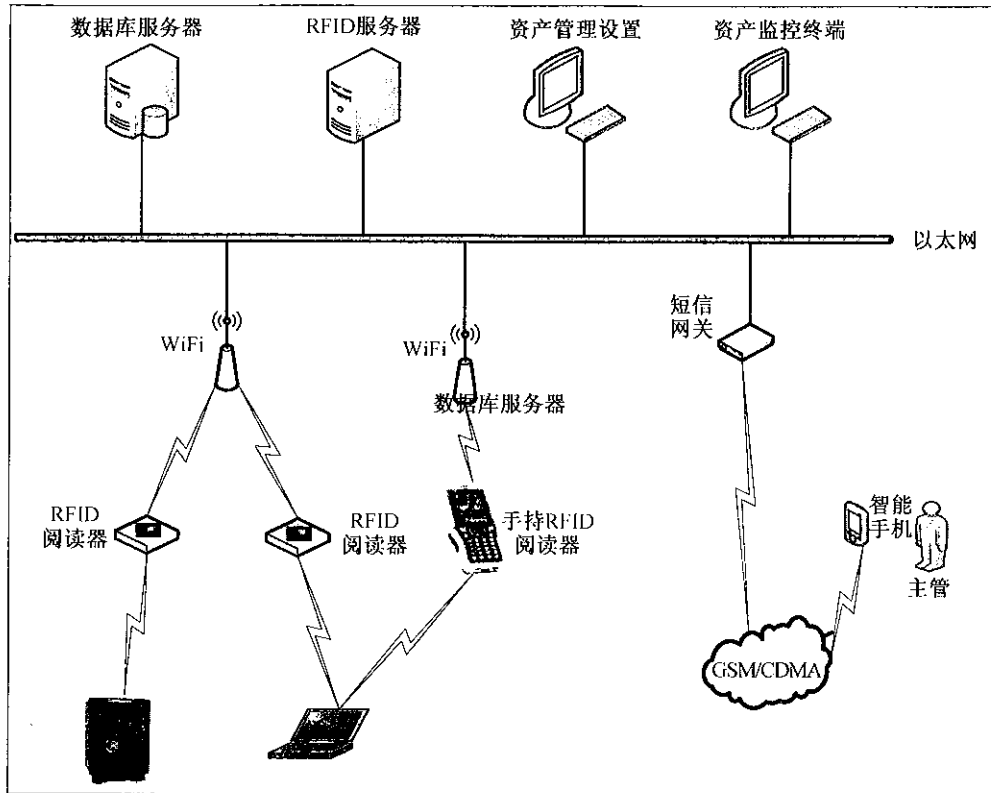 数据库服务器
RFID服务器
资产管理设置
资产监控终端
以太网
WiFi
WiFi
短信
网关
数据库服务器
RFID
阅读器
RFID
阅读器
手持RFID
阅读器
智能
手机
主管
GSM/CDMA